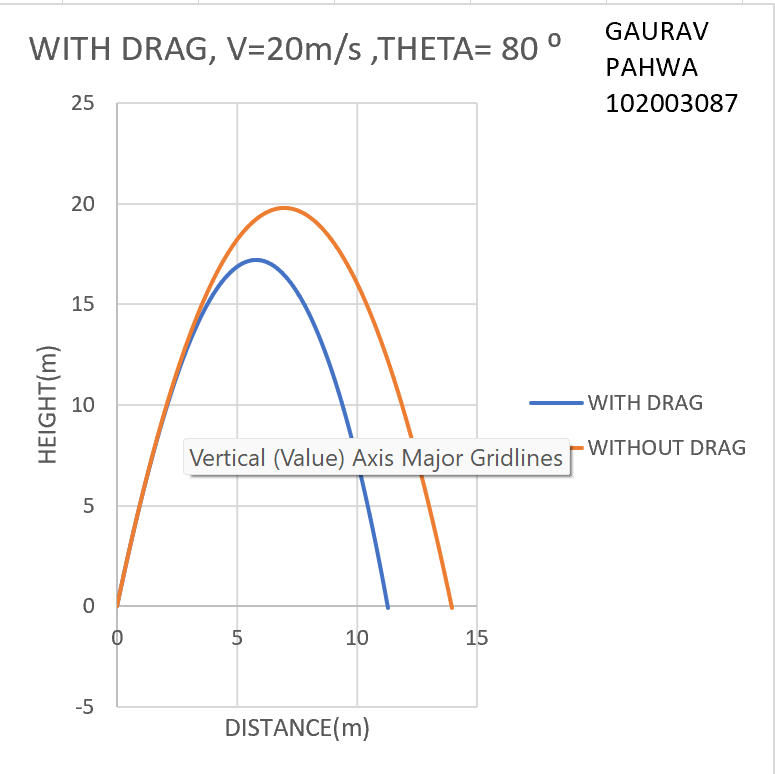 WITH DRAG, V=20m/s ,THETA= 80 º
GAURAV
PAHWA
102003087
25
20
15
10
5
0
-5
HEIGHT(m)
0 5 10 15
DISTANCE(m)
WITH DRAG
WITHOUT DRAG
Vertical (Value) Axis Major Gridlines